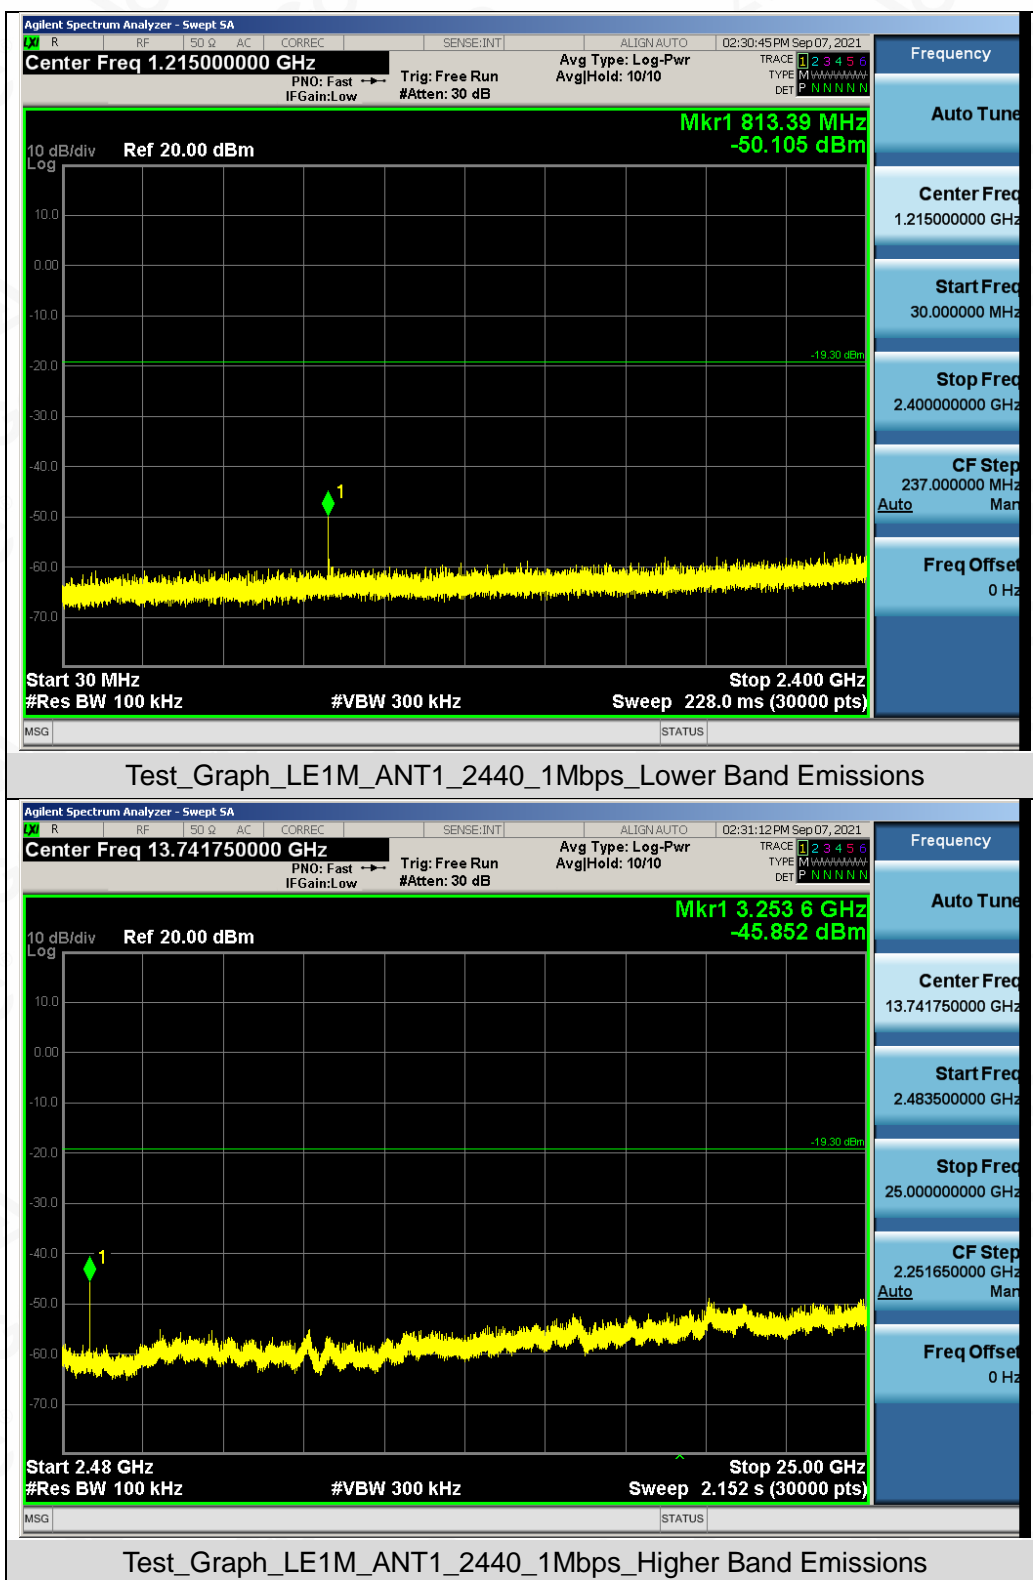 Agilent Spectrum Analyzer - Swept SA
LXI R RF 50 Ω AC CORREC SENSE:INT ALIGN AUTO 02:30:45 PM Sep 07, 2021
Center Freq 1.215000000 GHz
PNO: Fast
IFGain:Low
Trig: Free Run
#Atten: 30 dB
Avg Type: Log-Pwr
Avg|Hold: 10/10
TRACE 1 2 3 4 5 6
TYPE M WWWWW
DET P N N N N N
Mkr1 813.39 MHz
-50.105 dBm
10 dB/div Ref 20.00 dBm
Log
10.0
0.00
-10.0
-19.30 dBm
-20.0
-30.0
-40.0
1
-50.0
-60.0
-70.0
Start 30 MHz Stop 2.400 GHz
#Res BW 100 kHz #VBW 300 kHz Sweep 228.0 ms (30000 pts)
MSG STATUS
Frequency
Auto Tune
Center Freq
1.215000000 GHz
Start Freq
30.000000 MHz
Stop Freq
2.400000000 GHz
CF Step
237.000000 MHz
Auto Man
Freq Offset
0 Hz
Test_Graph_LE1M_ANT1_2440_1Mbps_Lower Band Emissions
Agilent Spectrum Analyzer - Swept SA
LXI R RF 50 Ω AC CORREC SENSE:INT ALIGN AUTO 02:31:12 PM Sep 07, 2021
Center Freq 13.741750000 GHz
PNO: Fast
IFGain:Low
Trig: Free Run
#Atten: 30 dB
Avg Type: Log-Pwr
Avg|Hold: 10/10
TRACE 1 2 3 4 5 6
TYPE M WWWWW
DET P N N N N N
Mkr1 3.253 6 GHz
-45.852 dBm
10 dB/div Ref 20.00 dBm
Log
10.0
0.00
-10.0
-19.30 dBm
-20.0
-30.0
-40.0
1
-50.0
-60.0
-70.0
Start 2.48 GHz Stop 25.00 GHz
#Res BW 100 kHz #VBW 300 kHz Sweep 2.152 s (30000 pts)
MSG STATUS
Frequency
Auto Tune
Center Freq
13.741750000 GHz
Start Freq
2.483500000 GHz
Stop Freq
25.000000000 GHz
CF Step
2.251650000 GHz
Auto Man
Freq Offset
0 Hz
Test_Graph_LE1M_ANT1_2440_1Mbps_Higher Band Emissions